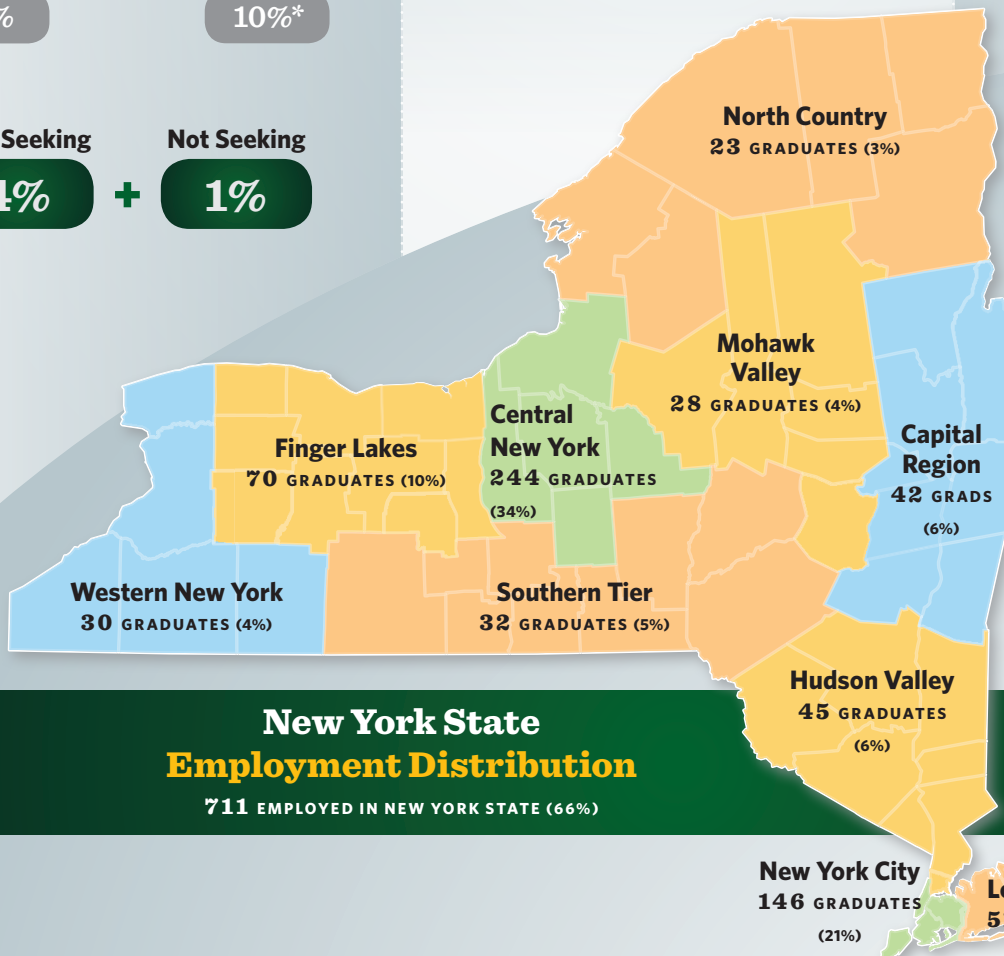 %
10%*
Seeking
Not Seeking
4%
+
1%
North Country
23 GRADUATES (3%)
Mohawk
Valley
28 GRADUATES (4%)
Central
New York
244 GRADUATES
(34%)
Finger Lakes
70 GRADUATES (10%)
Capital
Region
42 GRADS
(6%)
Western New York
30 GRADUATES (4%)
Southern Tier
32 GRADUATES (5%)
Hudson Valley
45 GRADUATES
(6%)
New York State
Employment Distribution
711 EMPLOYED IN NEW YORK STATE (66%)
New York City
146 GRADUATES
(21%)